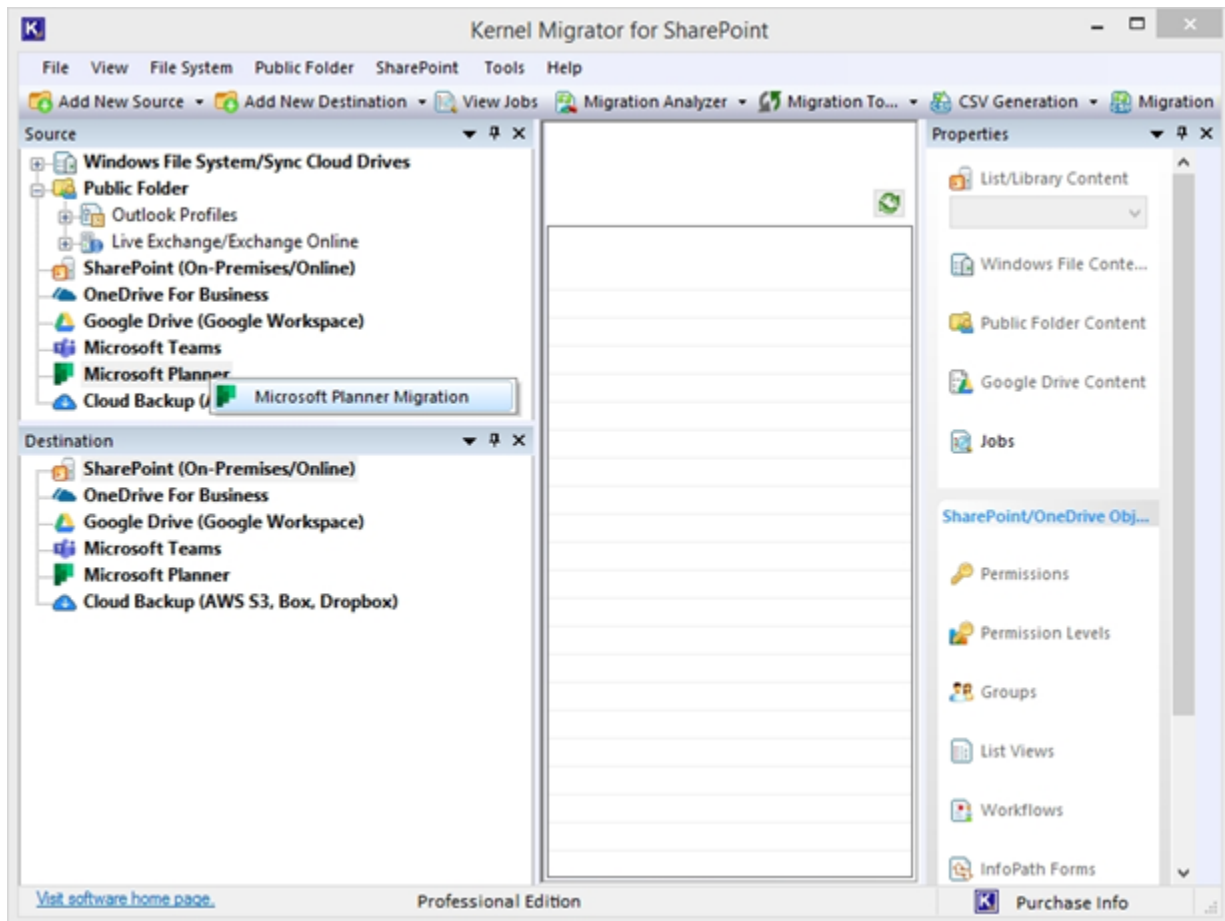 Kernel Migrator for SharePoint
File View File System Public Folder SharePoint Tools Help
Add New Source Add New Destination View Jobs Migration Analyzer Migration To... CSV Generation Migration
Source
Windows File System/Sync Cloud Drives
Public Folder
Outlook Profiles
Live Exchange/Exchange Online
SharePoint (On-Premises/Online)
OneDrive For Business
Google Drive (Google Workspace)
Microsoft Teams
Microsoft Planner
Microsoft Planner Migration
Cloud Backup (
Destination
SharePoint (On-Premises/Online)
OneDrive For Business
Google Drive (Google Workspace)
Microsoft Teams
Microsoft Planner
Cloud Backup (AWS S3, Box, Dropbox)
Properties
List/Library Content
Windows File Conte...
Public Folder Content
Google Drive Content
Jobs
SharePoint/OneDrive Obj...
Permissions
Permission Levels
Groups
List Views
Workflows
InfoPath Forms
Visit software home page.
Professional Edition
Purchase Info